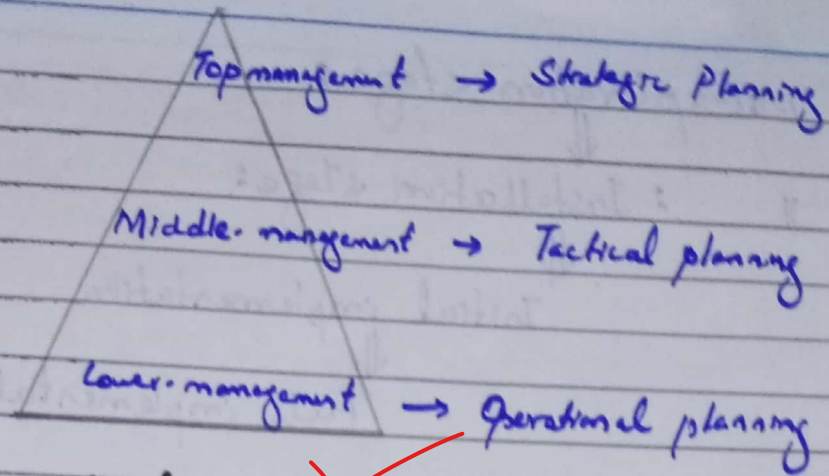 Top management → Strategic Planning
Middle. management → Tactical planning
Lower. management → Operational planning